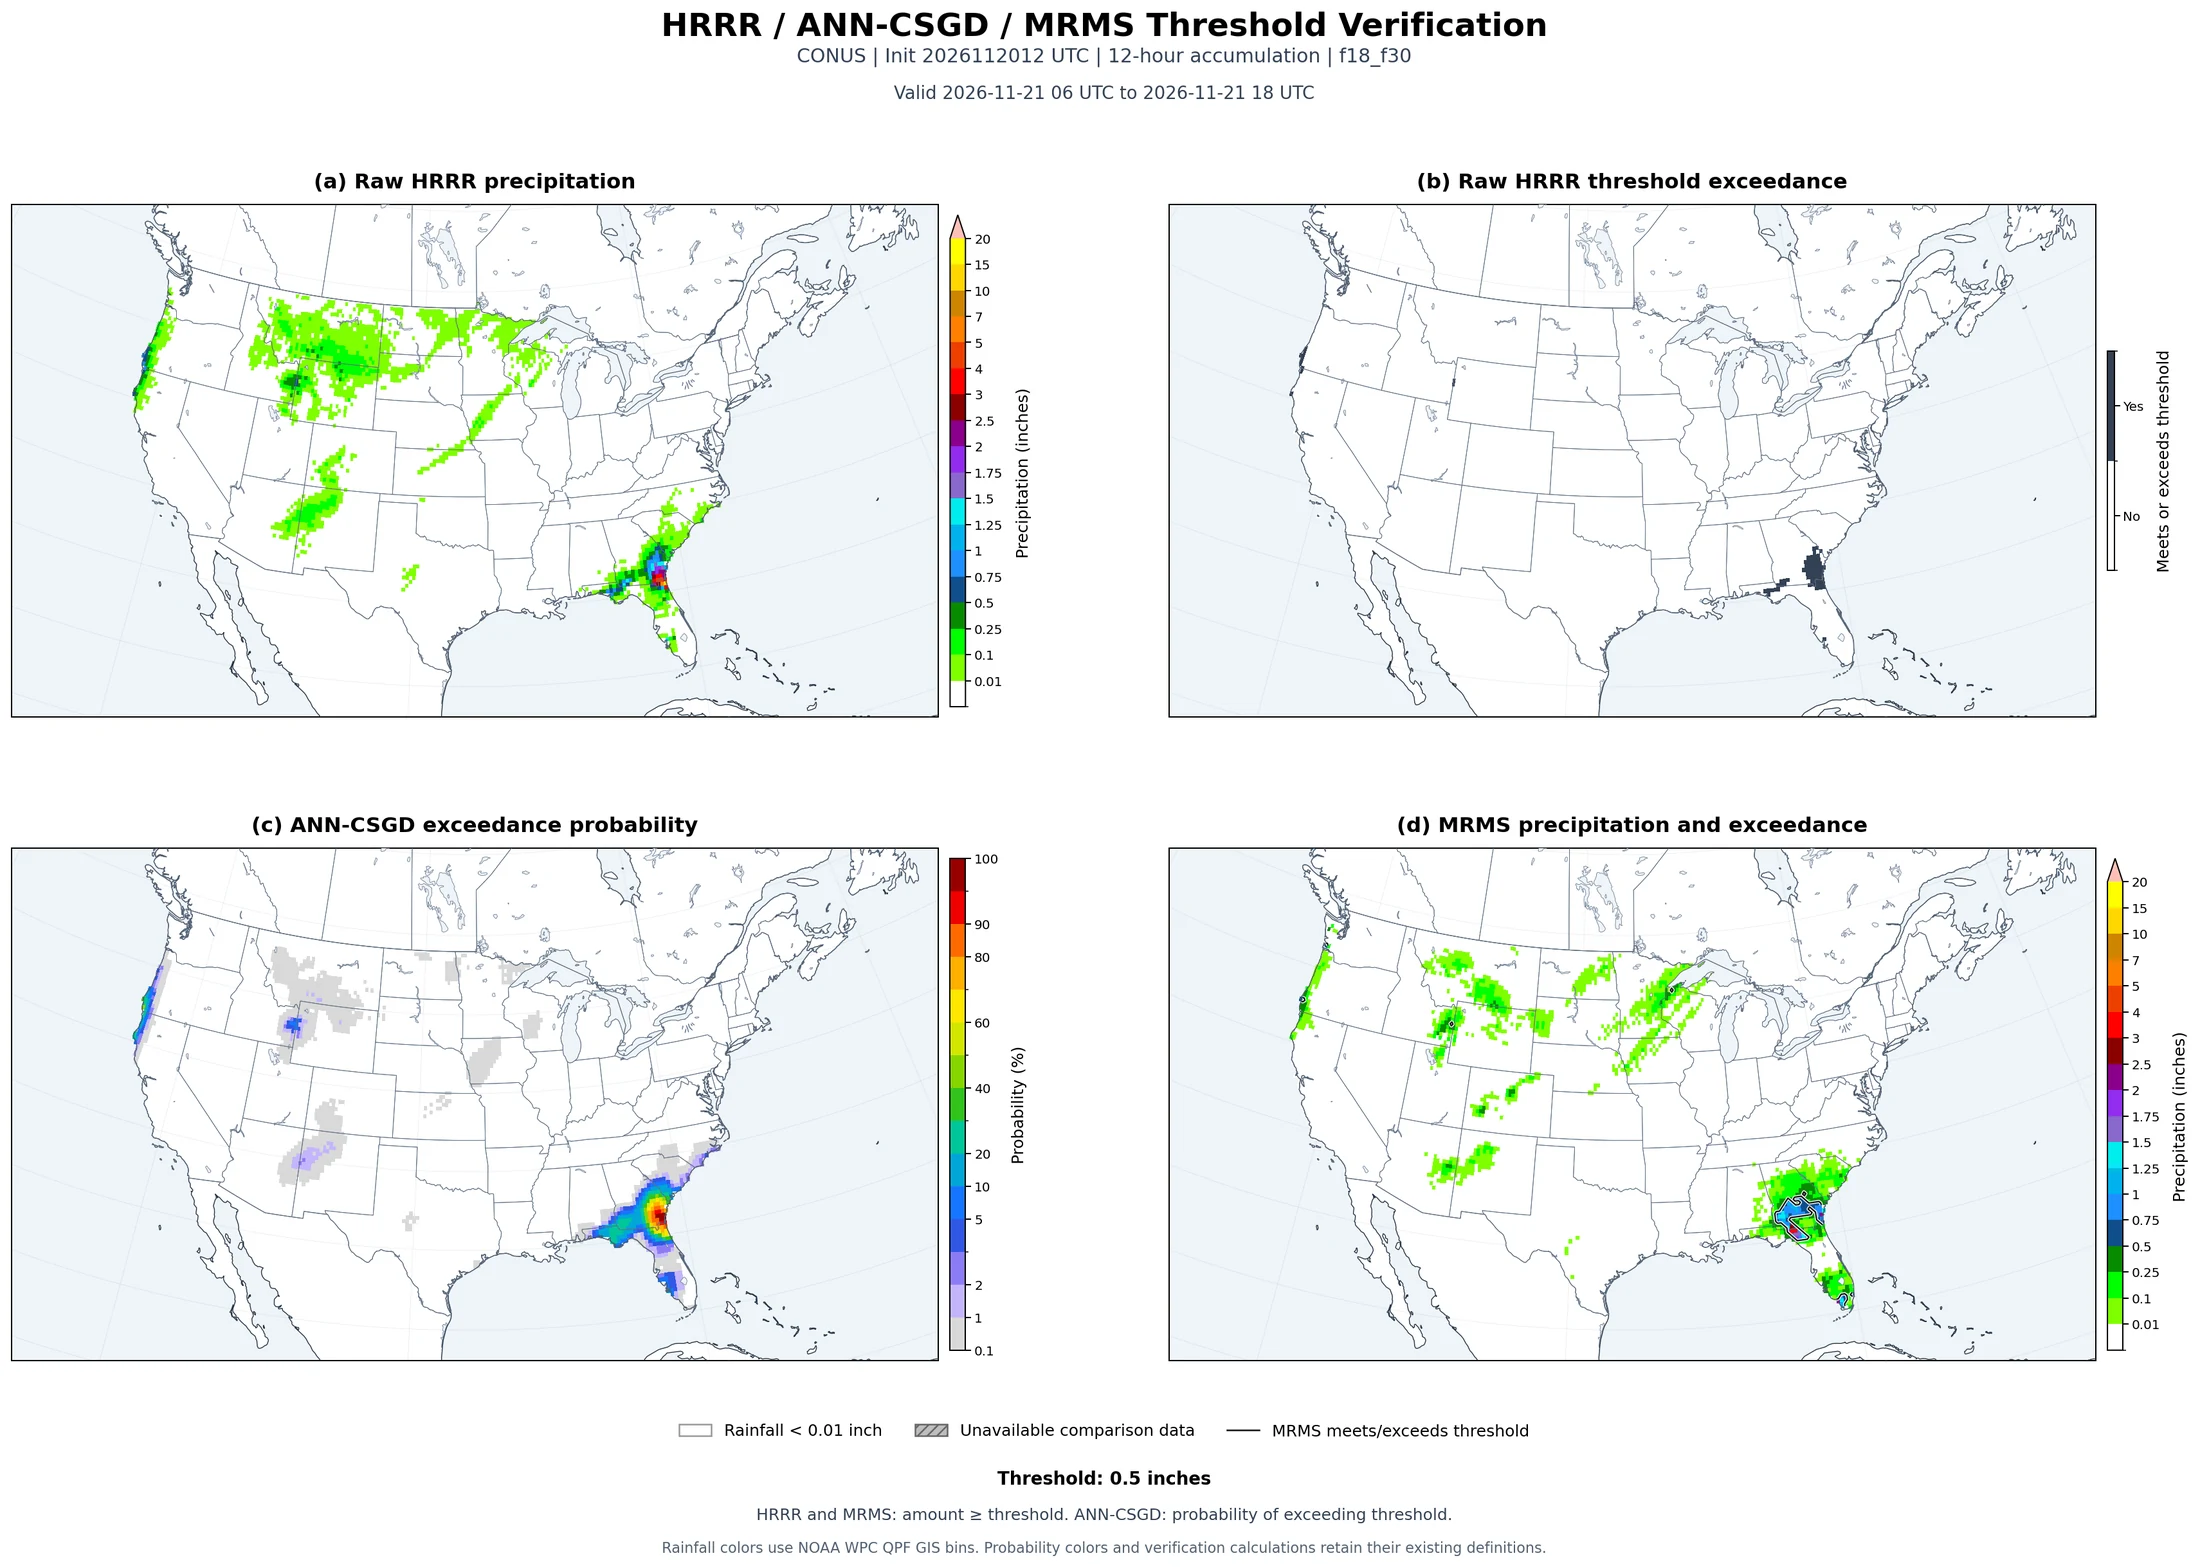 HRRR / ANN-CSGD / MRMS Threshold Verification
CONUS | Init 2026112012 UTC | 12-hour accumulation | f18_f30
Valid 2026-11-21 06 UTC to 2026-11-21 18 UTC
(a) Raw HRRR precipitation
20
15
10
7
5
4
3
2.5
2
1.75
1.5
1.25
1
0.75
0.5
0.25
0.1
0.01
Precipitation (inches)
(b) Raw HRRR threshold exceedance
Yes
No
Meets or exceeds threshold
(c) ANN-CSGD exceedance probability
100
90
80
60
40
20
10
5
2
1
0.1
Probability (%)
(d) MRMS precipitation and exceedance
20
15
10
7
5
4
3
2.5
2
1.75
1.5
1.25
1
0.75
0.5
0.25
0.1
0.01
Precipitation (inches)
Rainfall < 0.01 inch
Unavailable comparison data
MRMS meets/exceeds threshold
Threshold: 0.5 inches
HRRR and MRMS: amount ≥ threshold. ANN-CSGD: probability of exceeding threshold.
Rainfall colors use NOAA WPC QPF GIS bins. Probability colors and verification calculations retain their existing definitions.